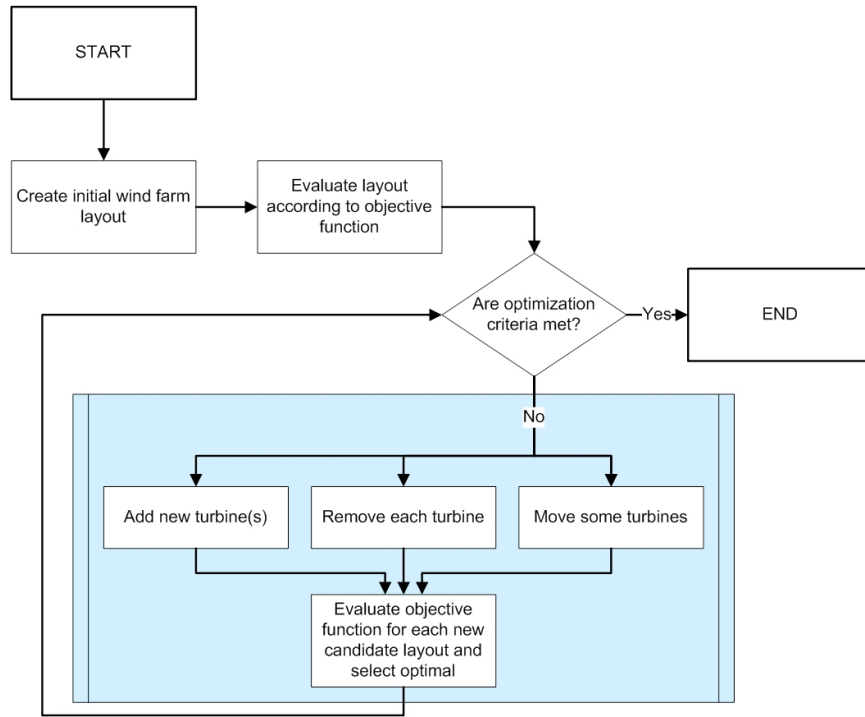 START
Create initial wind farm
layout
Evaluate layout
according to objective
function
Are optimization
criteria met?
Yes
END
No
Add new turbine(s)
Remove each turbine
Move some turbines
Evaluate objective
function for each new
candidate layout and
select optimal